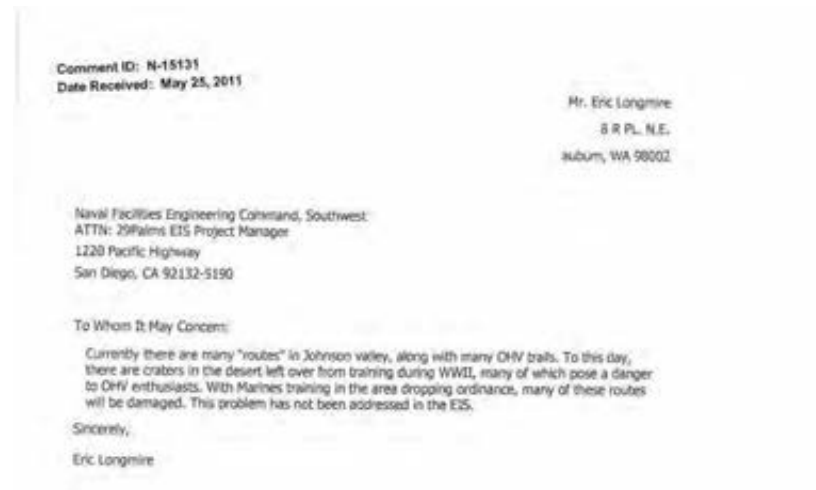 Comment ID: N-15131
Date Received: May 25, 2011
Mr. Eric Longmire
8 R PL. N.E.
auburn, WA 98002
Naval Facilities Engineering Command, Southwest
ATTN: 29Palms EIS Project Manager
1220 Pacific Highway
San Diego, CA 92132-5190
To Whom It May Concern:
Currently there are many "routes" in Johnson valley, along with many OHV trails. To this day,
there are craters in the desert left over from training during WWII, many of which pose a danger
to OHV enthusiasts. With Marines training in the area dropping ordinance, many of these routes
will be damaged. This problem has not been addressed in the EIS.
Sincerely,
Eric Longmire